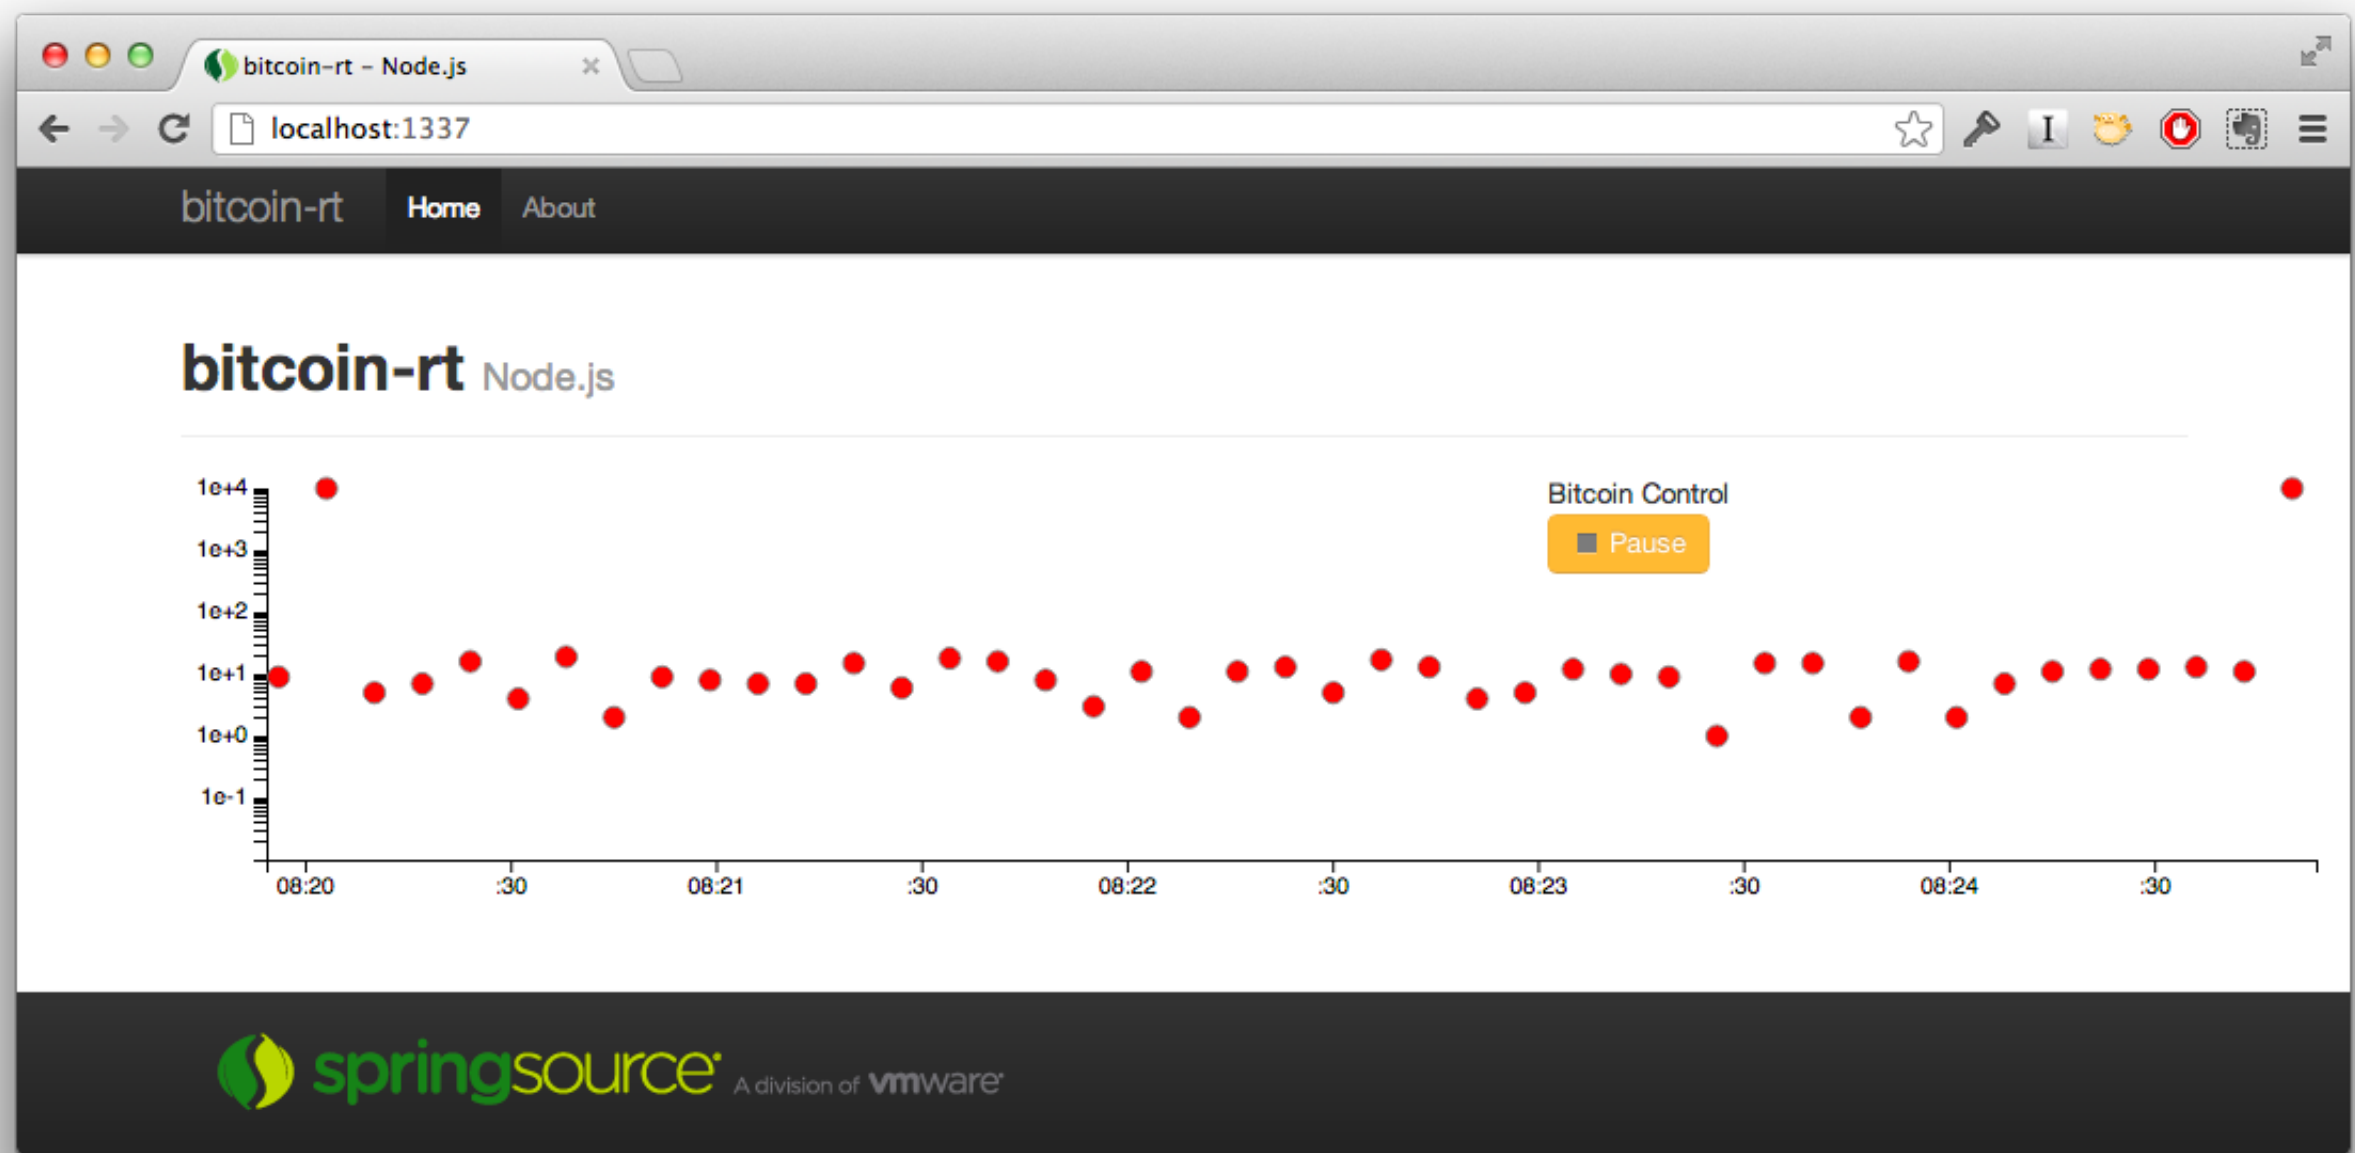 bitcoin-rt – Node.js
localhost:1337
I
bitcoin-rt Home About
bitcoin-rt Node.js
Bitcoin Control
Pause
1e+4
1e+3
1e+2
1e+1
1e+0
1e-1
08:20 :30 08:21 :30 08:22 :30 08:23 :30 08:24 :30
springsource A division of vmware